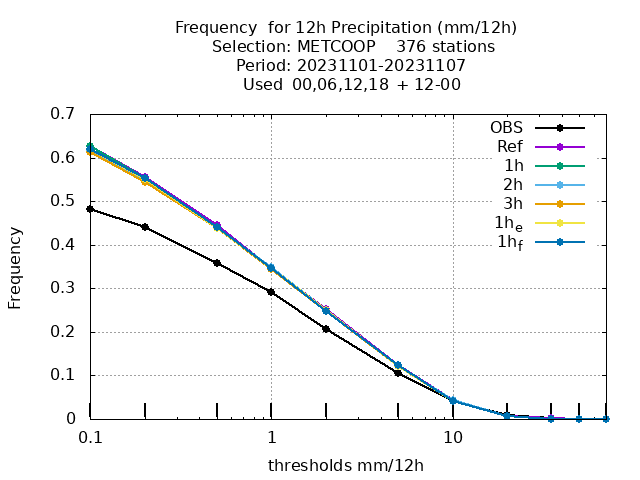 Frequency  for 12h Precipitation (mm/12h)
Selection: METCOOP    376 stations
Period: 20231101-20231107
Used  00,06,12,18  + 12-00
0.7
0.6
0.5
0.4
0.3
0.2
0.1
0
Frequency
OBS
Ref
1h
2h
3h
1h_e
1h_f
0.1
1
10
thresholds mm/12h